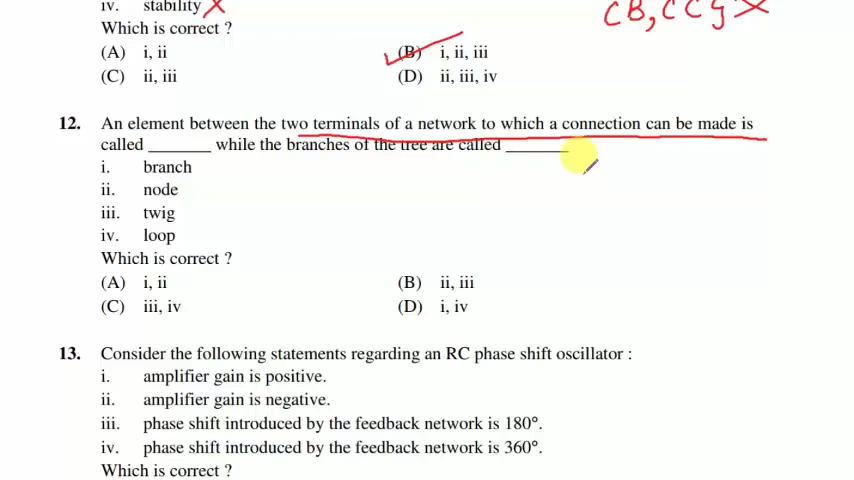 iv. stability X
CB, CC G X
Which is correct ?
(A) i, ii (B) i, ii, iii
(C) ii, iii (D) ii, iii, iv
12. An element between the two terminals of a network to which a connection can be made is
called _______ while the branches of the tree are called _______
i. branch
ii. node
iii. twig
iv. loop
Which is correct ?
(A) i, ii (B) ii, iii
(C) iii, iv (D) i, iv
13. Consider the following statements regarding an RC phase shift oscillator :
i. amplifier gain is positive.
ii. amplifier gain is negative.
iii. phase shift introduced by the feedback network is 180°.
iv. phase shift introduced by the feedback network is 360°.
Which is correct ?